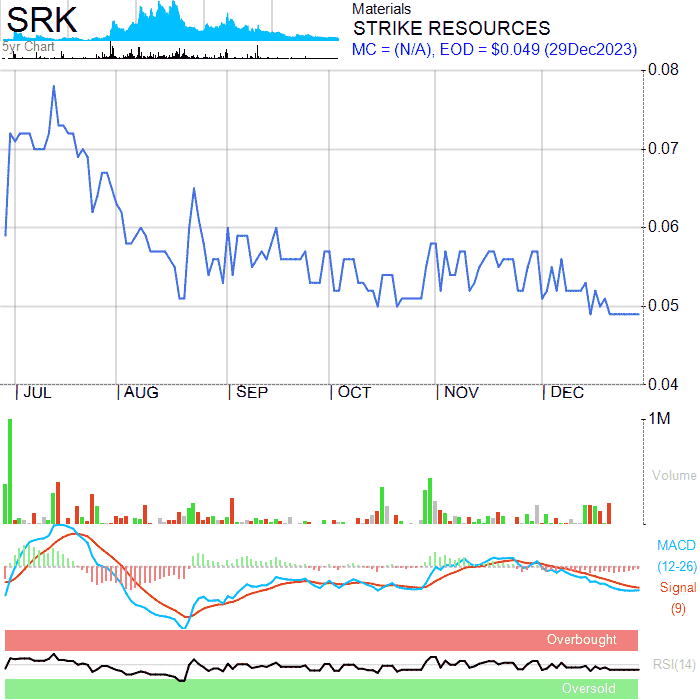 SRK
5yr Chart
Materials
STRIKE RESOURCES
MC = (N/A), EOD = $0.049 (29Dec2023)
0.08
0.07
0.06
0.05
0.04
JUL AUG SEP OCT NOV DEC
1M
Volume
MACD
(12-26)
Signal
(9)
Overbought
RSI(14)
Oversold